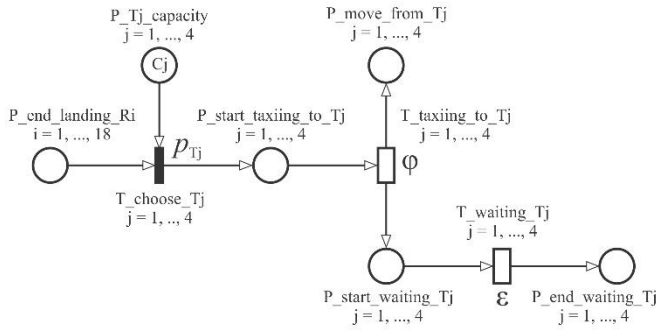 P_Tj_capacity
j = 1, ..., 4
Cj
P_move_from_Tj
j = 1, ..., 4
P_end_landing_Ri
i = 1, ..., 18
p_Tj
P_start_taxiing_to_Tj
j = 1, ..., 4
T_taxiing_to_Tj
j = 1, ..., 4
φ
T_choose_Tj
j = 1, .., 4
T_waiting_Tj
j = 1, ..., 4
P_start_waiting_Tj
j = 1, ..., 4
ε
P_end_waiting_Tj
j = 1, ..., 4